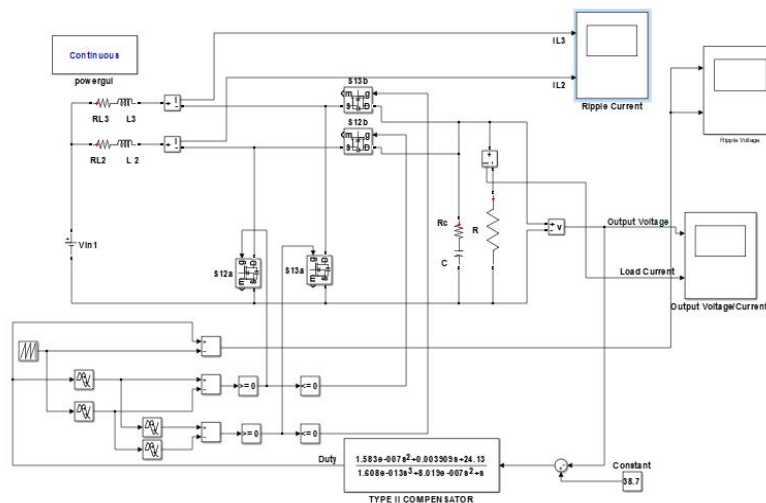 Continuous
powergui
IL3
IL2
Ripple Current
Ripple Voltage
S13b
m g
S D
S12b
m g
S D
RL3 L3
+ i -
RL2 L 2
+ i -
Vin1
S12a
S13a
Rc
C
R
+ v -
Output Voltage
Load Current
Output Voltage/Current
>= 0
<= 0
>= 0
<= 0
Duty
1.583e-007s²+0.003909s+24.13
1.608e-013s³+8.019e-007s²+s
TYPE II COMPENSATOR
Constant
38.7